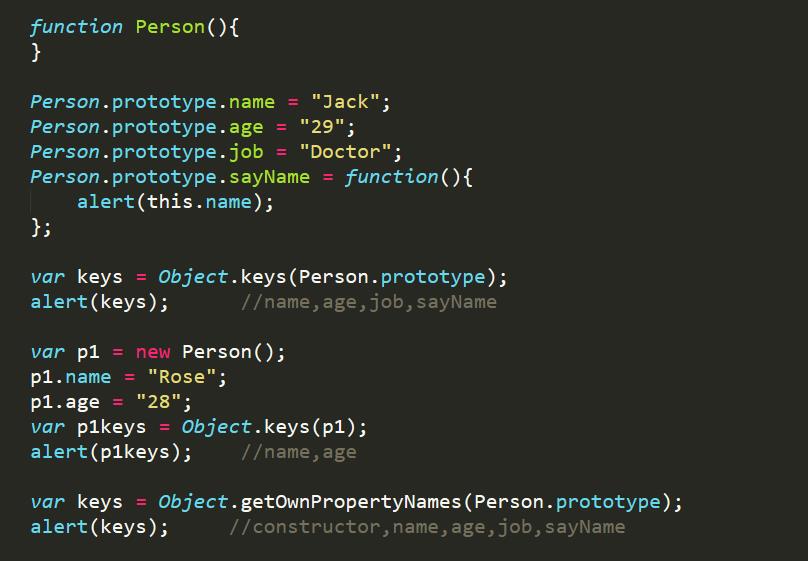 function Person(){
}
Person.prototype.name = "Jack";
Person.prototype.age = "29";
Person.prototype.job = "Doctor";
Person.prototype.sayName = function(){
    alert(this.name);
};
var keys = Object.keys(Person.prototype);
alert(keys);      //name,age,job,sayName
var p1 = new Person();
p1.name = "Rose";
p1.age = "28";
var p1keys = Object.keys(p1);
alert(p1keys);    //name,age
var keys = Object.getOwnPropertyNames(Person.prototype);
alert(keys);     //constructor,name,age,job,sayName